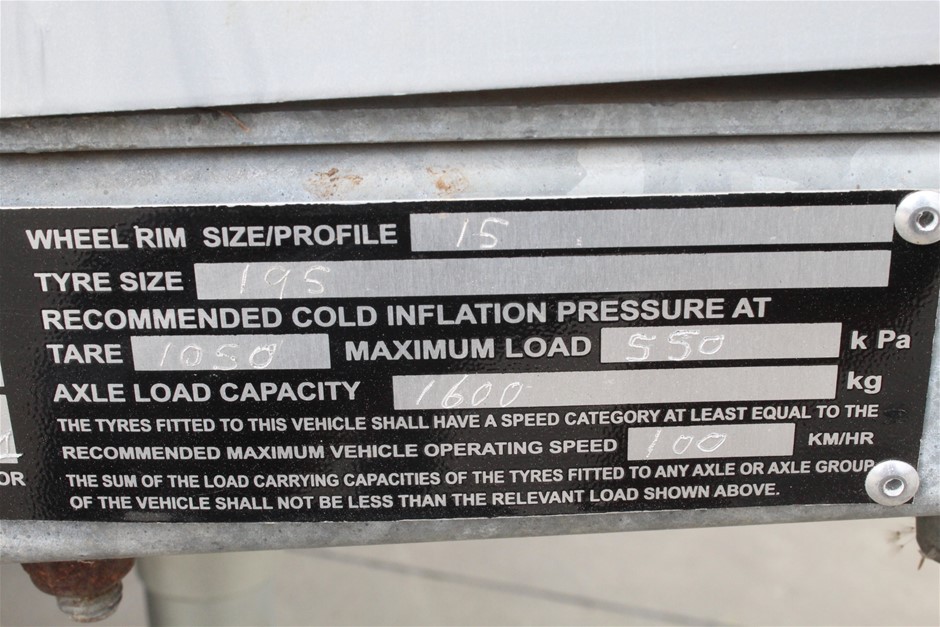 WHEEL RIM SIZE/PROFILE 15
TYRE SIZE 195
RECOMMENDED COLD INFLATION PRESSURE AT
TARE 1050 MAXIMUM LOAD 550 k Pa
AXLE LOAD CAPACITY 1600 kg
THE TYRES FITTED TO THIS VEHICLE SHALL HAVE A SPEED CATEGORY AT LEAST EQUAL TO THE
RECOMMENDED MAXIMUM VEHICLE OPERATING SPEED 100 KM/HR
OR THE SUM OF THE LOAD CARRYING CAPACITIES OF THE TYRES FITTED TO ANY AXLE OR AXLE GROUP
OF THE VEHICLE SHALL NOT BE LESS THAN THE RELEVANT LOAD SHOWN ABOVE.